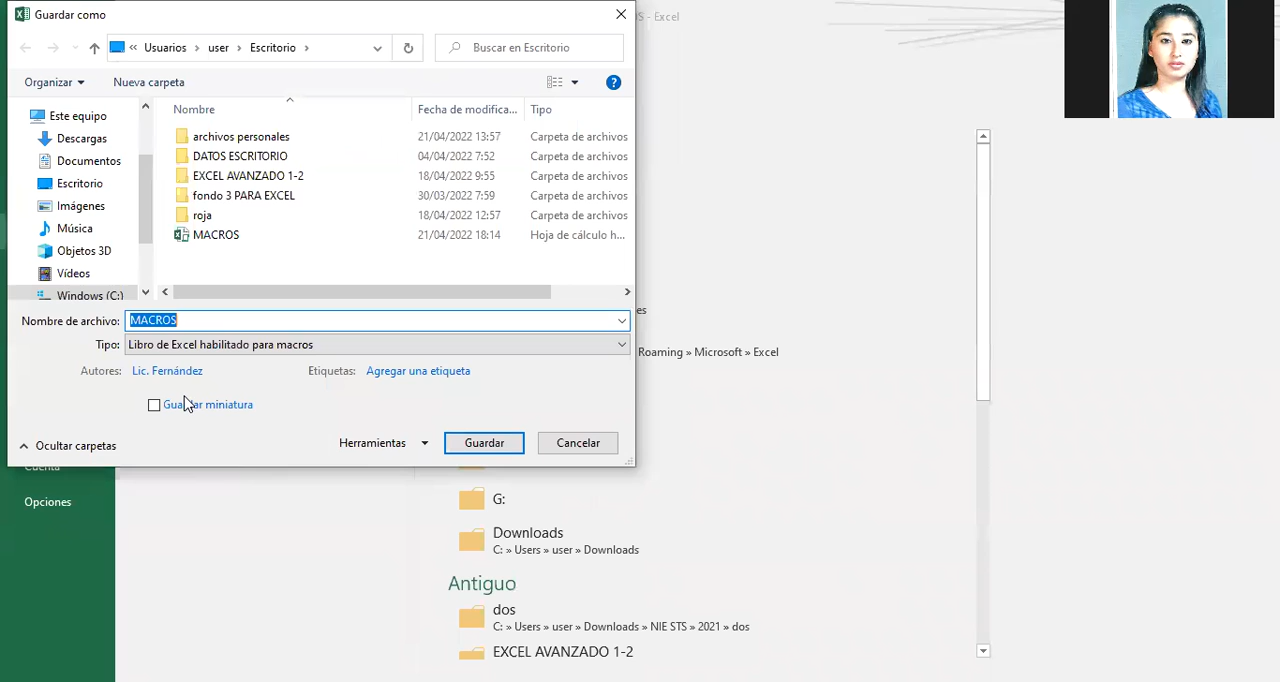 Guardar como
OS - Excel
Usuarios > user > Escritorio >
Buscar en Escritorio
Organizar
Nueva carpeta
Nombre
Fecha de modifica...
Tipo
Este equipo
Descargas
Documentos
Escritorio
Imágenes
Música
Objetos 3D
Vídeos
Windows (C:)
archivos personales 21/04/2022 13:57 Carpeta de archivos
DATOS ESCRITORIO 04/04/2022 7:52 Carpeta de archivos
EXCEL AVANZADO 1-2 18/04/2022 9:55 Carpeta de archivos
fondo 3 PARA EXCEL 30/03/2022 7:59 Carpeta de archivos
roja 18/04/2022 12:57 Carpeta de archivos
MACROS 21/04/2022 18:14 Hoja de cálculo h...
Nombre de archivo: MACROS
Tipo: Libro de Excel habilitado para macros
Autores: Lic. Fernández
Etiquetas: Agregar una etiqueta
Guardar miniatura
Ocultar carpetas
Herramientas
Guardar
Cancelar
es
Roaming » Microsoft » Excel
Cuenta
Opciones
G:
Downloads
C: » Users » user » Downloads
Antiguo
dos
C: » Users » user » Downloads » NIE STS » 2021 » dos
EXCEL AVANZADO 1-2